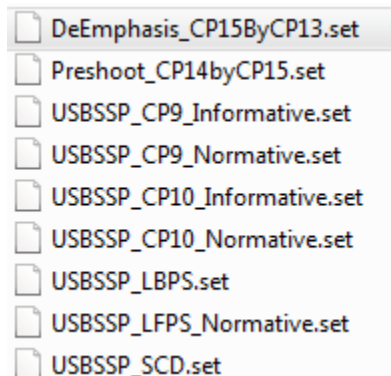 DeEmphasis_CP15ByCP13.set
Preshoot_CP14byCP15.set
USBSSP_CP9_Informative.set
USBSSP_CP9_Normative.set
USBSSP_CP10_Informative.set
USBSSP_CP10_Normative.set
USBSSP_LBPS.set
USBSSP_LFPS_Normative.set
USBSSP_SCD.set